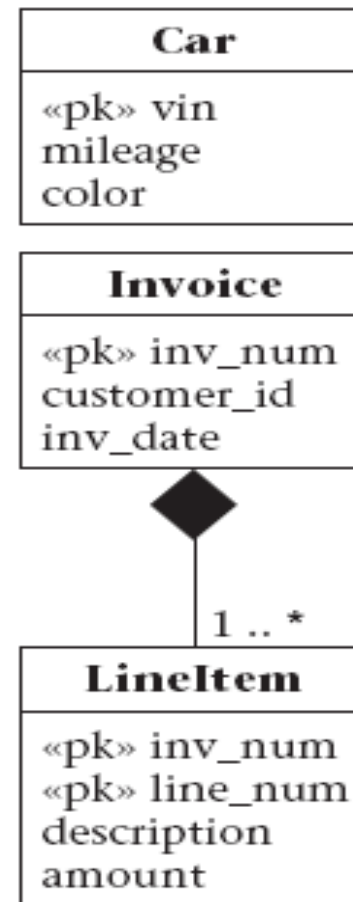 Car
«pk» vin
mileage
color
Invoice
«pk» inv_num
customer_id
inv_date
1 .. *
LineItem
«pk» inv_num
«pk» line_num
description
amount